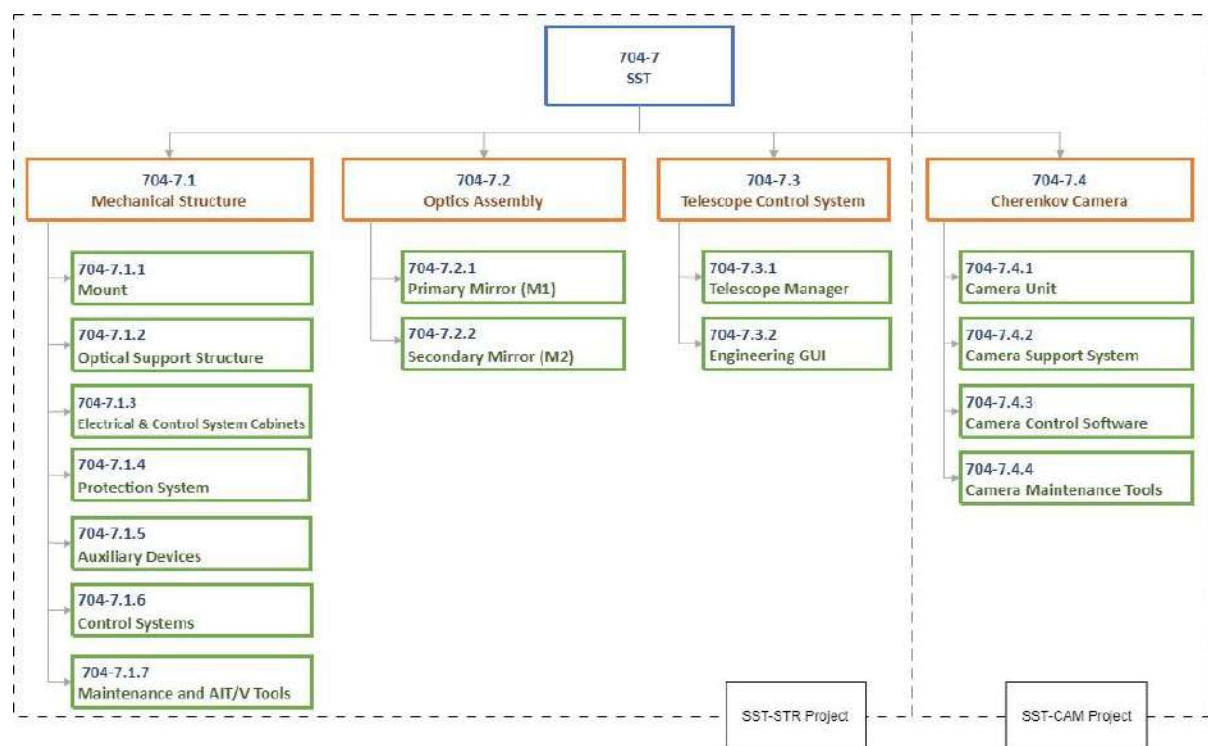 704-7
SST
704-7.1
Mechanical Structure
704-7.2
Optics Assembly
704-7.3
Telescope Control System
704-7.4
Cherenkov Camera
704-7.1.1
Mount
704-7.1.2
Optical Support Structure
704-7.1.3
Electrical & Control System Cabinets
704-7.1.4
Protection System
704-7.1.5
Auxiliary Devices
704-7.1.6
Control Systems
704-7.1.7
Maintenance and AIT/V Tools
704-7.2.1
Primary Mirror (M1)
704-7.2.2
Secondary Mirror (M2)
704-7.3.1
Telescope Manager
704-7.3.2
Engineering GUI
704-7.4.1
Camera Unit
704-7.4.2
Camera Support System
704-7.4.3
Camera Control Software
704-7.4.4
Camera Maintenance Tools
SST-STR Project
SST-CAM Project